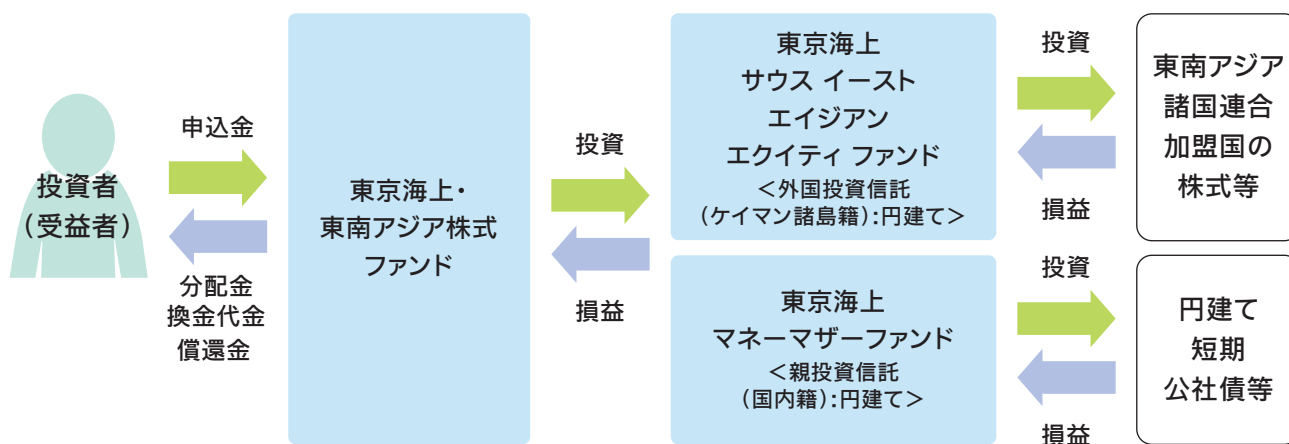 投資者
（受益者）
申込金
分配金
換金代金
償還金
東京海上・
東南アジア株式
ファンド
投資
損益
東京海上
サウス イースト
エイジアン
エクイティ ファンド
＜外国投資信託
（ケイマン諸島籍）：円建て＞
投資
損益
東南アジア
諸国連合
加盟国の
株式等
東京海上
マネーマザーファンド
＜親投資信託
（国内籍）：円建て＞
投資
損益
円建て
短期
公社債等